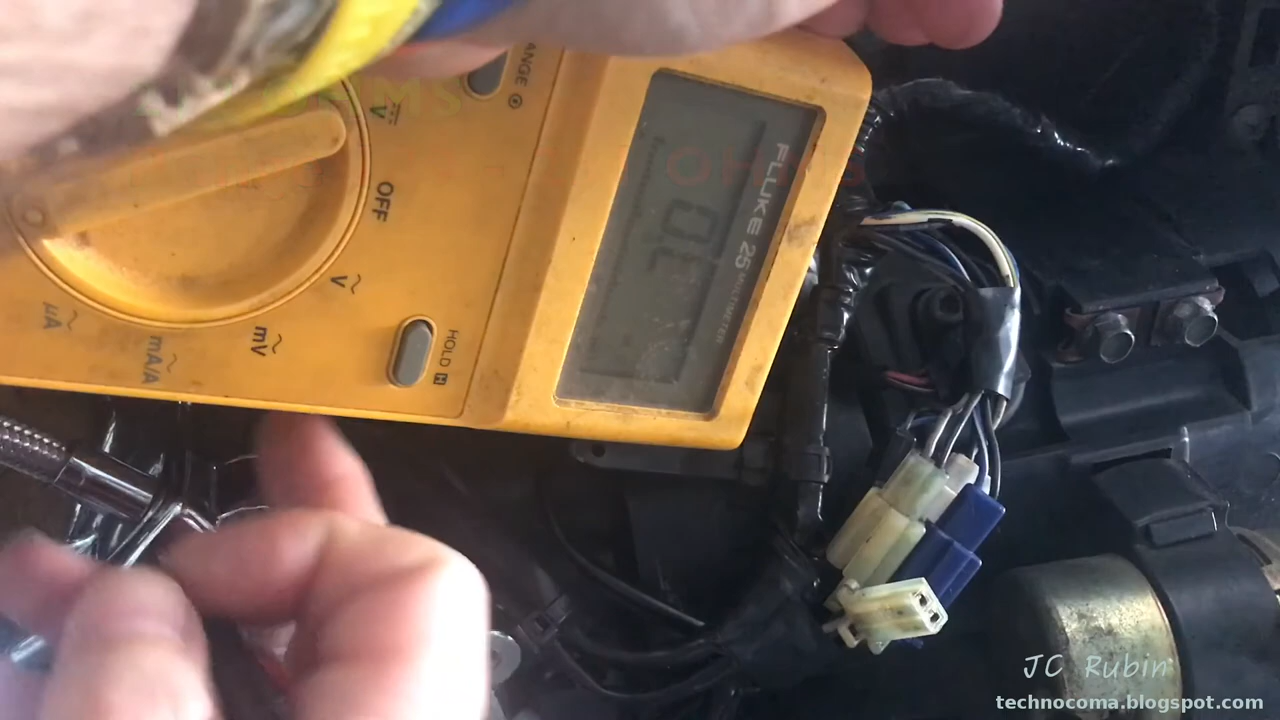 RANGE
V
OFF
V
mV
mA/A
µA
HOLD H
OL
FLUKE 25 MULTIMETER
JC Rubin
technocoma.blogspot.com